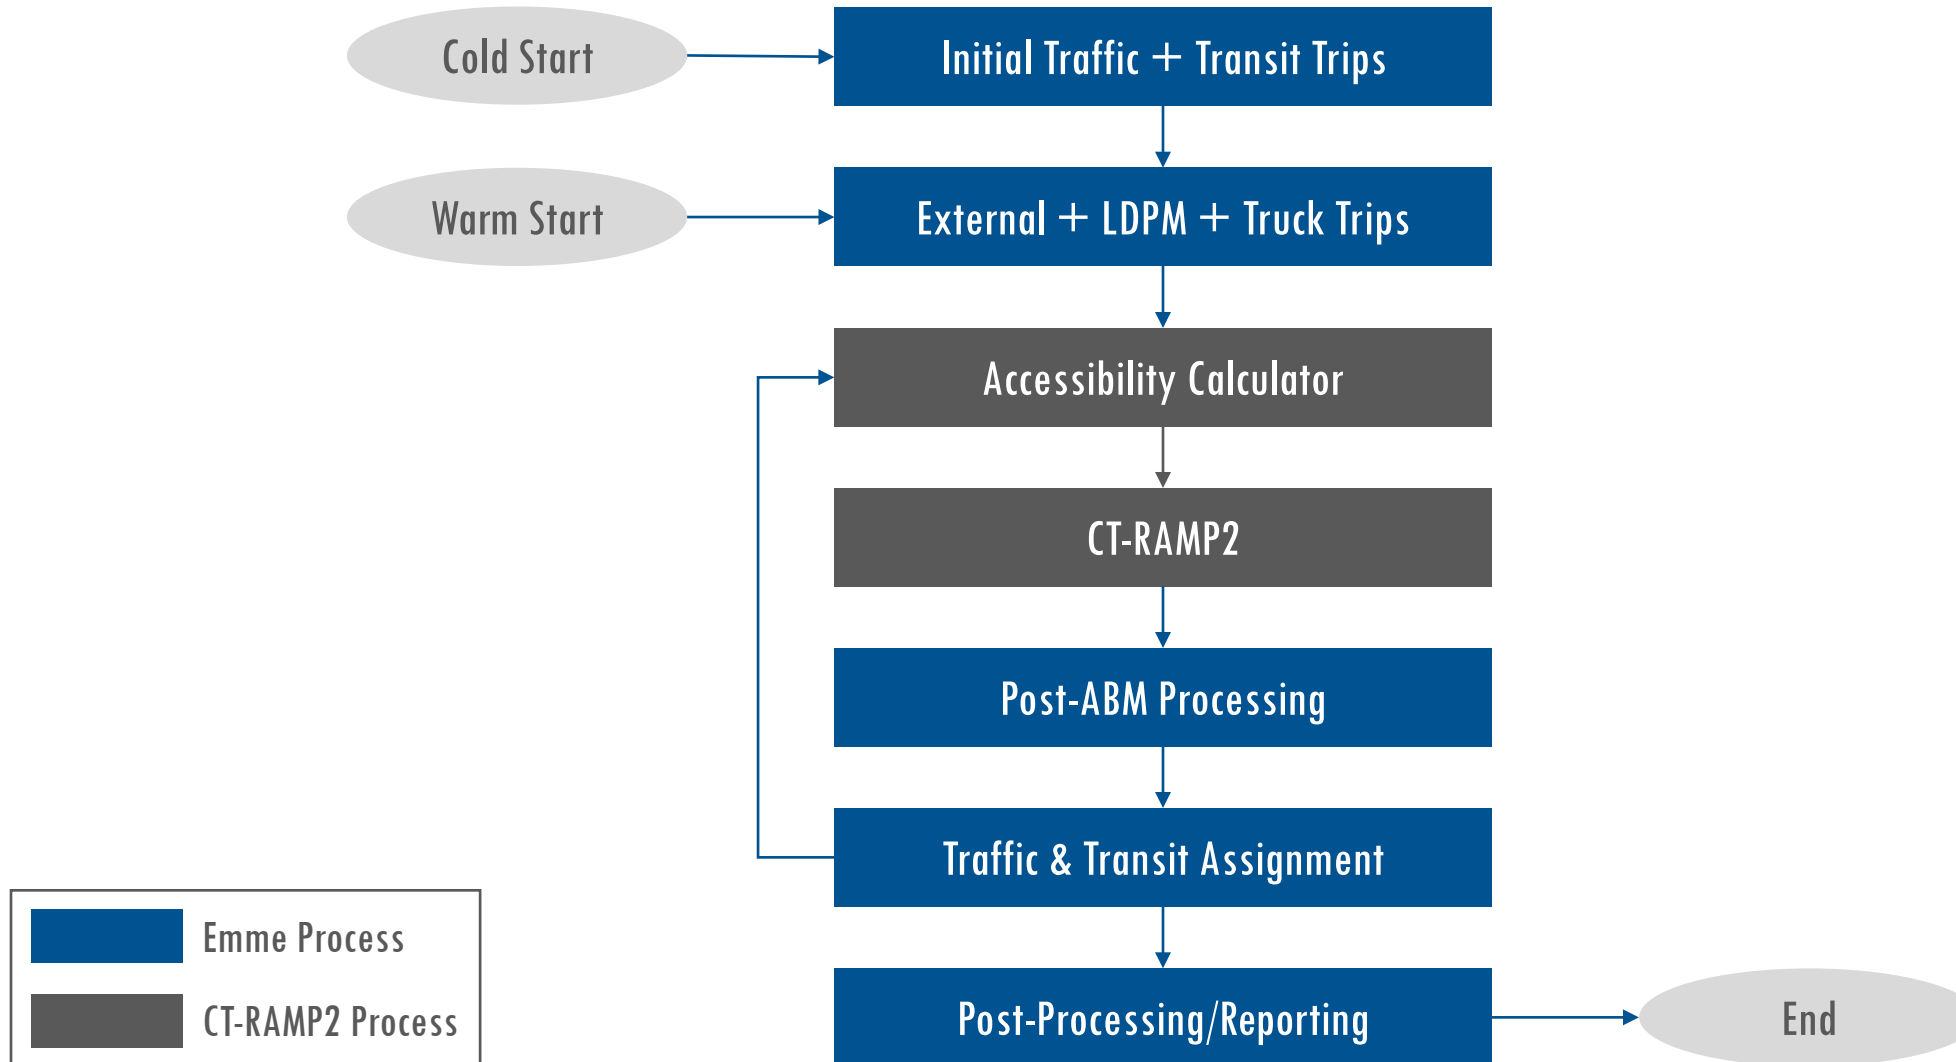 Cold Start
Initial Traffic + Transit Trips
Warm Start
External + LDPM + Truck Trips
Accessibility Calculator
CT-RAMP2
Post-ABM Processing
Traffic & Transit Assignment
Post-Processing/Reporting
End
Emme Process
CT-RAMP2 Process